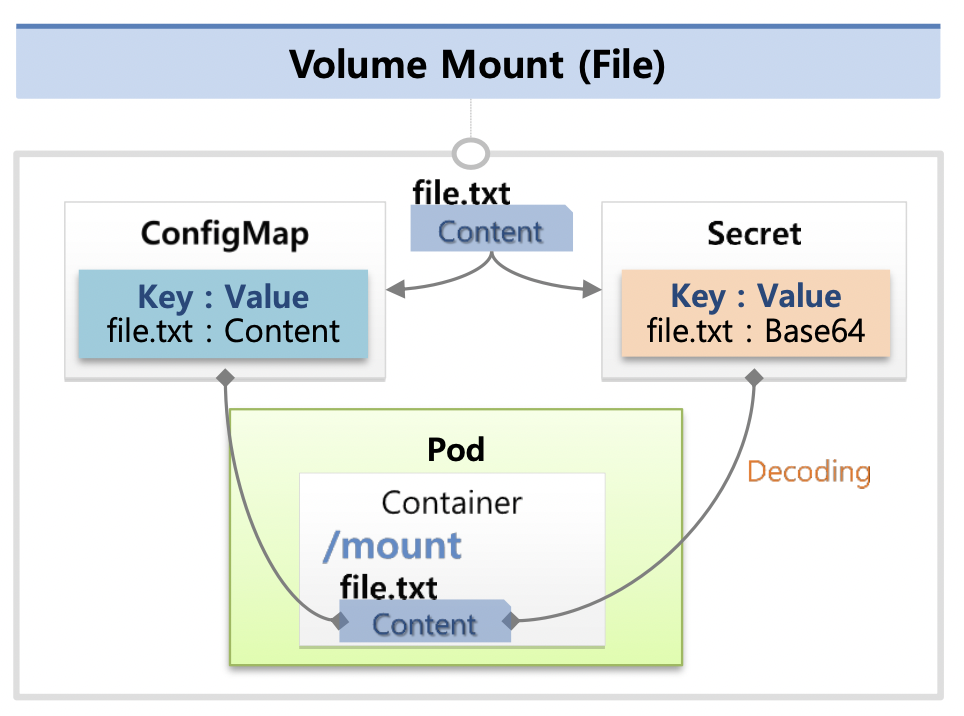 Volume Mount (File)
file.txt
Content
ConfigMap
Key : Value
file.txt : Content
Secret
Key : Value
file.txt : Base64
Pod
Container
/mount
file.txt
Content
Decoding